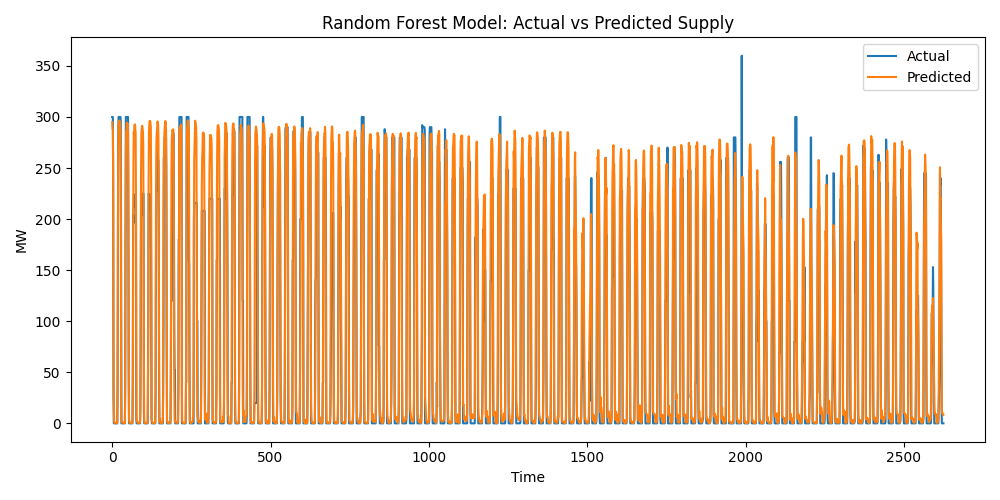 Random Forest Model: Actual vs Predicted Supply
Actual
Predicted
MW
350
300
250
200
150
100
50
0
0 500 1000 1500 2000 2500
Time